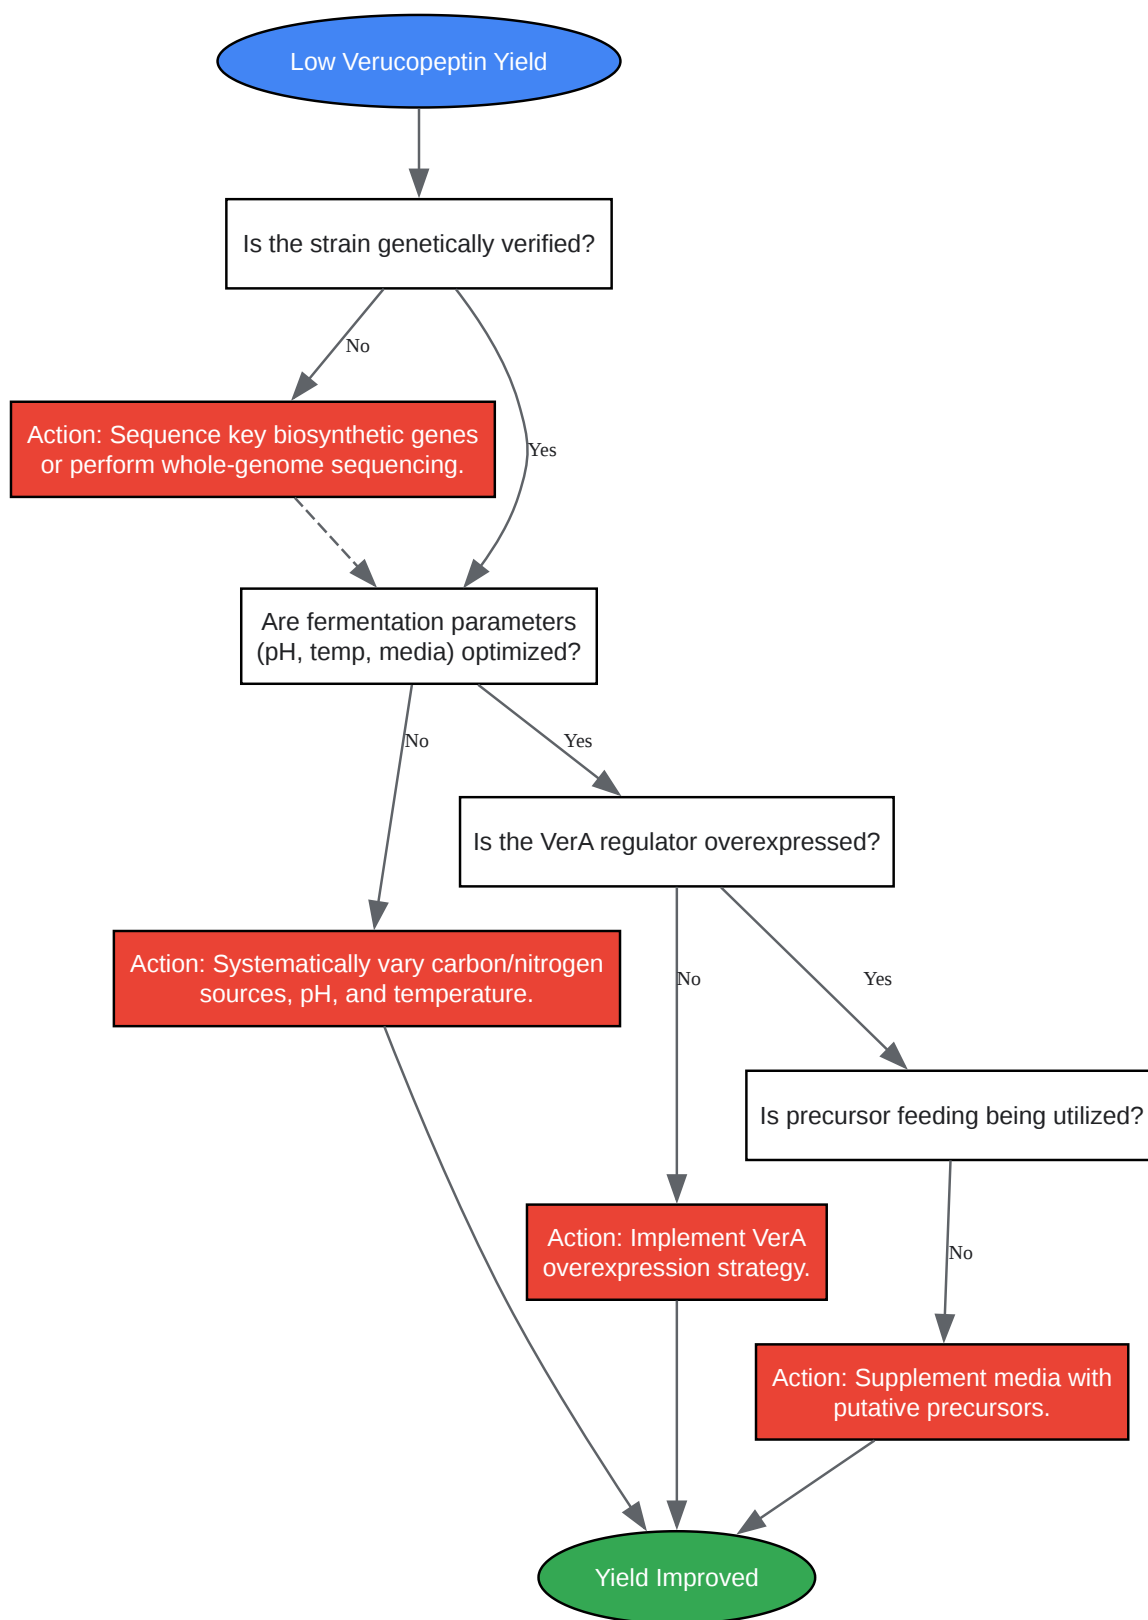 Low Verucopeptin Yield
Is the strain genetically verified?
No
Action: Sequence key biosynthetic genes
or perform whole-genome sequencing.
Yes
Are fermentation parameters
(pH, temp, media) optimized?
No
Yes
Is the VerA regulator overexpressed?
Action: Systematically vary carbon/nitrogen
sources, pH, and temperature.
No
Yes
Is precursor feeding being utilized?
Action: Implement VerA
overexpression strategy.
No
Action: Supplement media with
putative precursors.
Yield Improved